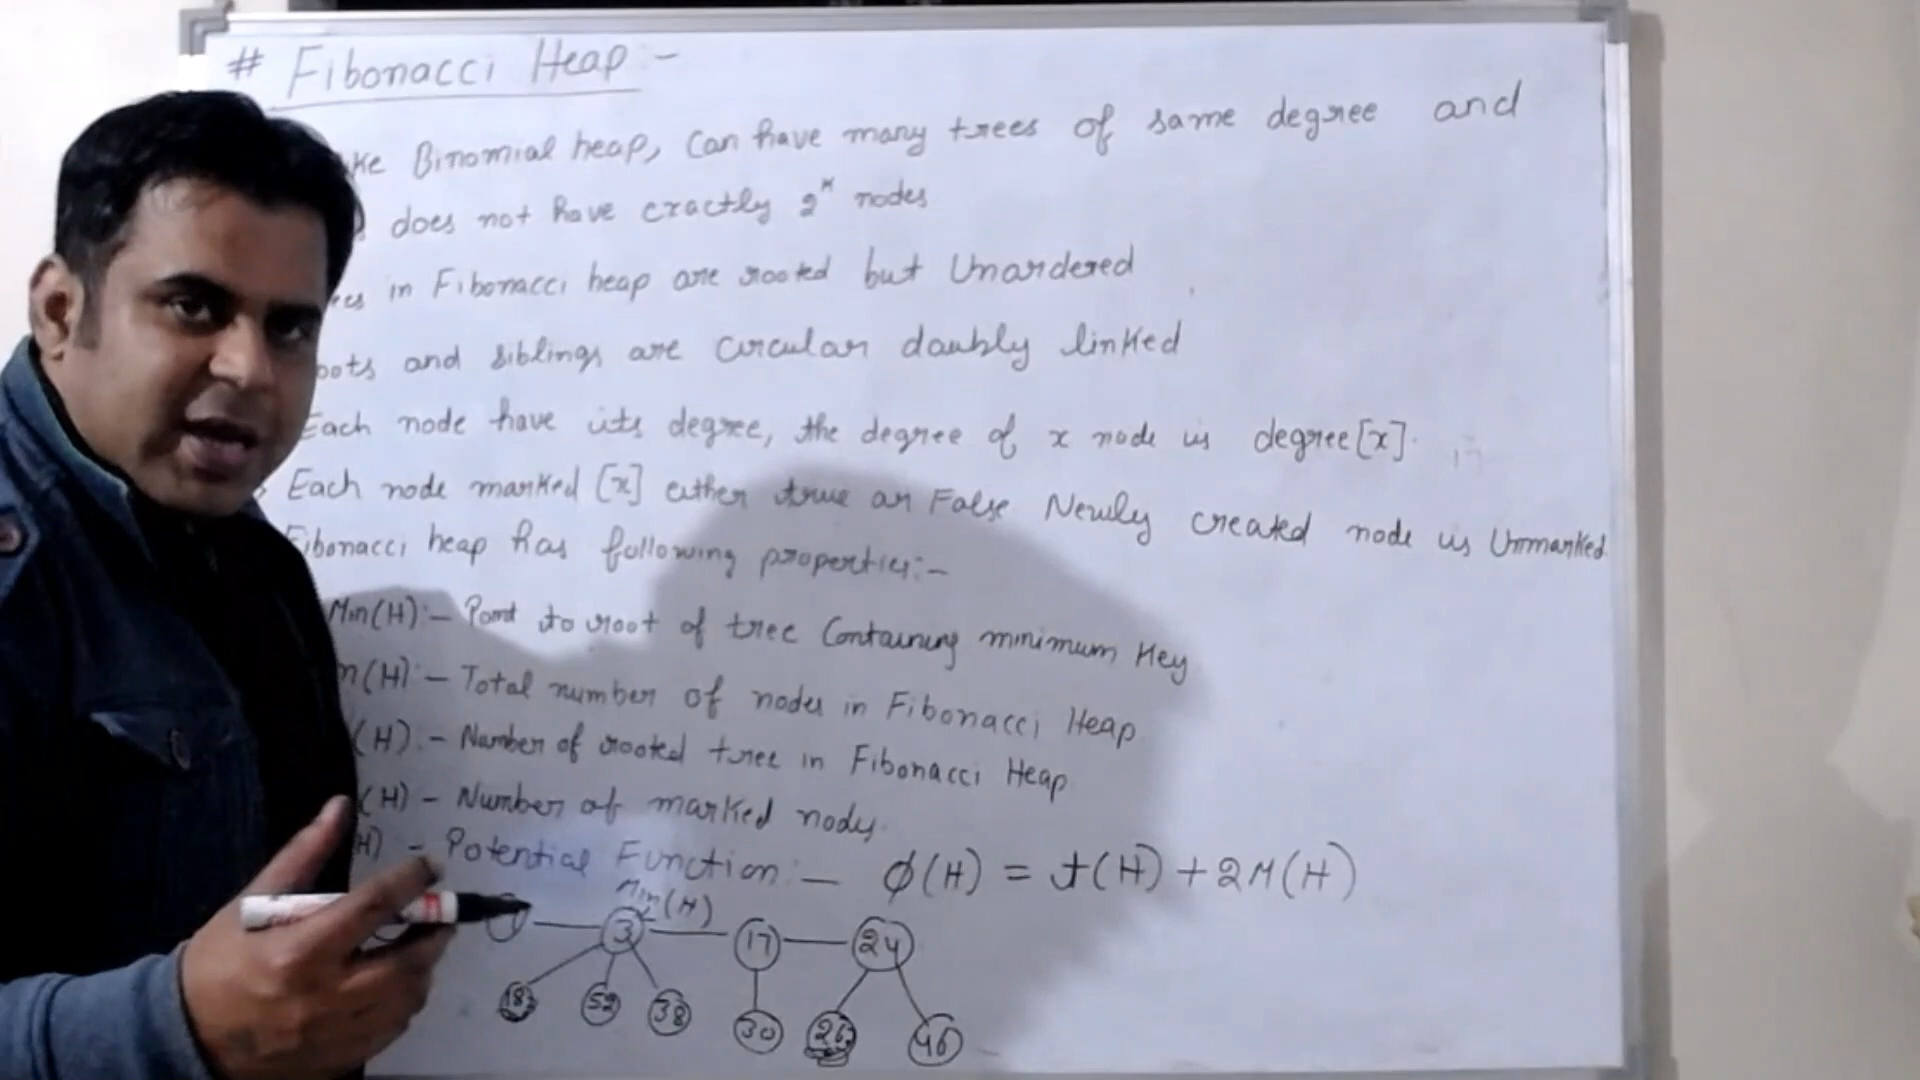 # Fibonacci Heap :-
ke Binomial heap, Can have many trees of same degree and
does not have exactly 2 nodes
es in Fibonacci heap are rooted but Unordered
oots and siblings are circular doubly linked
Each node have its degree, the degree of x node is degree[x].
Each node marked [x] either true or False Newly created node is Unmarked
Fibonacci heap has following properties:-
Min(H) :- Point to root of tree Containing minimum Key
n(H) :- Total number of nodes in Fibonacci Heap
(H) :- Number of rooted tree in Fibonacci Heap
(H) - Number of marked nody.
H) - Potential Function :- ϕ(H) = t(H) + 2M(H)
Min(H)
3 17 24
18 52 38 30 26 46